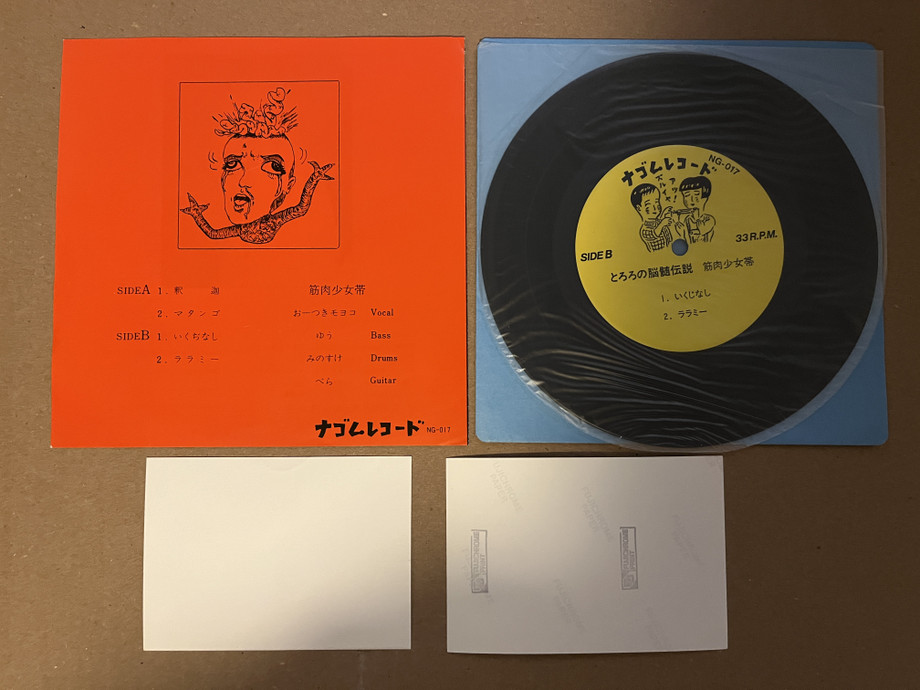 SIDEA 1. 釈 迦
2. マタンゴ
SIDEB 1. いくぢなし
2. ララミー
筋肉少女帯
おーつきモヨコ Vocal
ゆう Bass
みのすけ Drums
べら Guitar
ナゴムレコード NG-017
ナゴムレコード NG-017
SIDE B
33 R.P.M.
とろろの脳髄伝説 筋肉少女帯
1. いくじなし
2. ララミー